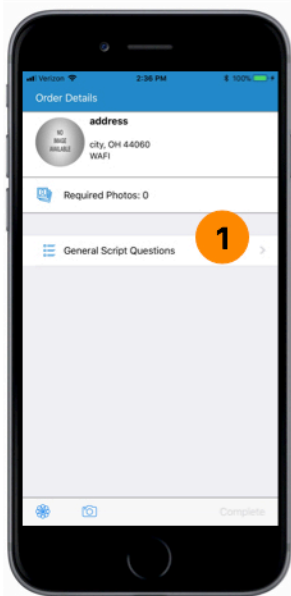 Verizon 2:36 PM 100%
Order Details
NO
IMAGE
AVAILABLE
address
city, OH 44060
WAFI
Required Photos: 0
General Script Questions
1
Complete